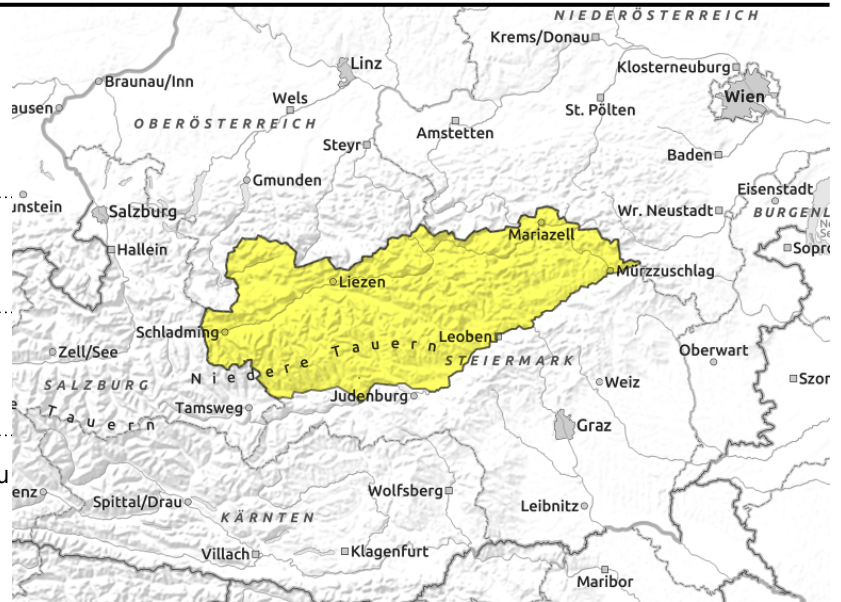 NIEDERÖSTERREICH
Krems/Donau
Linz
Klosterneuburg
Braunau/Inn
Wels
Wien
ausen
St. Pölten
OBERÖSTERREICH
Amstetten
Steyr
Baden
Gmunden
Eisenstadt
unstein
Salzburg
Wr. Neustadt
BURGENL
Mariazell
Hallein
Sopro
Mürzzuschlag
Liezen
Schladming
Leoben
Niedere Tauern
Zell/See
STEIERMARK
Oberwart
SALZBURG
Weiz
Szor
Judenburg
Tamsweg
e Tauern
Graz
u
enz
Wolfsberg
Spittal/Drau
Leibnitz
KÄRNTEN
Villach
Klagenfurt
Maribor